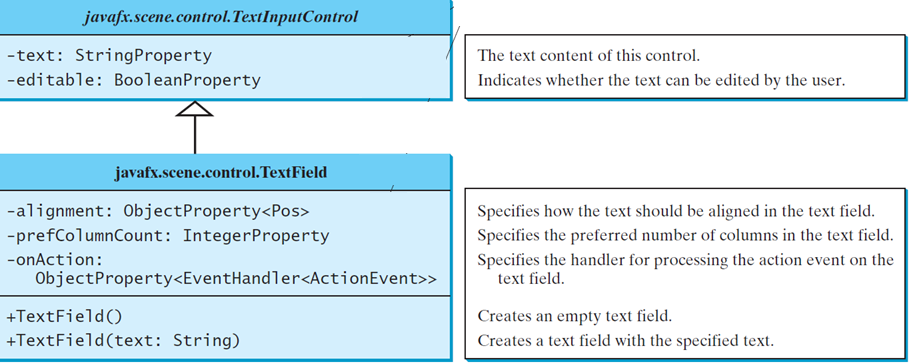 javafx.scene.control.TextInputControl
-text: StringProperty
-editable: BooleanProperty
The text content of this control.
Indicates whether the text can be edited by the user.
javafx.scene.control.TextField
-alignment: ObjectProperty<Pos>
-prefColumnCount: IntegerProperty
-onAction:
ObjectProperty<EventHandler<ActionEvent>>
+TextField()
+TextField(text: String)
Specifies how the text should be aligned in the text field.
Specifies the preferred number of columns in the text field.
Specifies the handler for processing the action event on the
text field.
Creates an empty text field.
Creates a text field with the specified text.